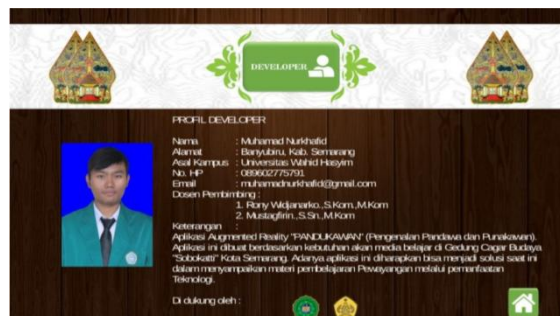 DEVELOPER
PROFIL DEVELOPER
Nama : Muhamad Nurkhafid
Alamat : Banyubiru, Kab. Semarang
Asal Kampus : Universitas Wahid Hasyim
No. HP : 089602775791
Email : muhamadnurkhafid@gmail.com
Dosen Pembimbing :
1. Rony Widjanarko.,S.Kom.,M.Kom
2. Mustagfirin.,S.Sn.,M.Kom
Keterangan :
Aplikasi Augmented Reality "PANDUKAWAN" (Pengenalan Pandawa dan Punakawan).
Aplikasi ini dibuat berdasarkan kebutuhan akan media belajar di Gedung Cagar Budaya
"Sobokatti" Kota Semarang. Adanya aplikasi ini diharapkan bisa menjadi solusi saat ini
dalam menyampaikan materi pembelajaran Pewayangan melalui pemanfaatan
Teknologi.
Di dukung oleh :